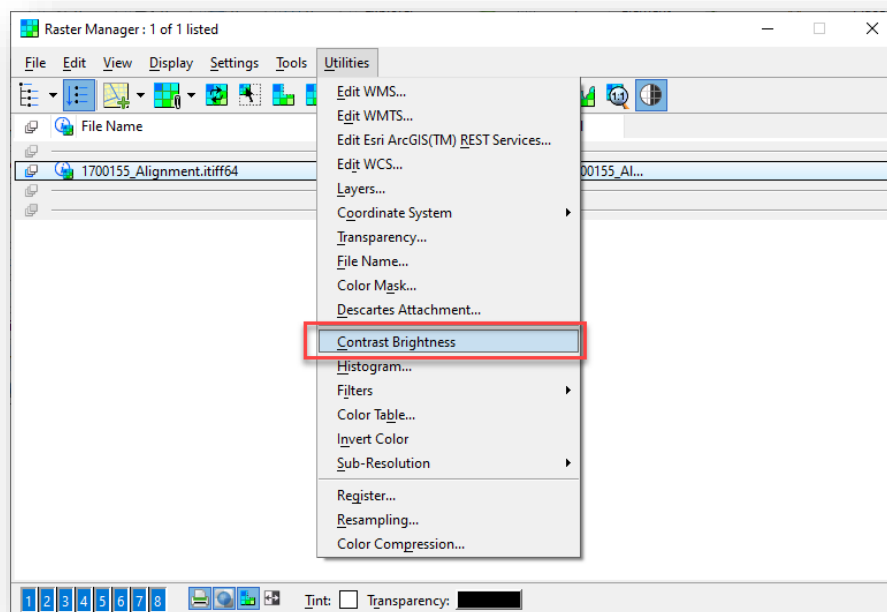 Raster Manager : 1 of 1 listed
File Edit View Display Settings Tools Utilities
1:1
File Name
1700155_Alignment.itiff64
00155_Al...
Edit WMS...
Edit WMTS...
Edit Esri ArcGIS(TM) REST Services...
Edit WCS...
Layers...
Coordinate System
Transparency...
File Name...
Color Mask...
Descartes Attachment...
Contrast Brightness
Histogram...
Filters
Color Table...
Invert Color
Sub-Resolution
Register...
Resampling...
Color Compression...
1 2 3 4 5 6 7 8 Tint: Transparency: